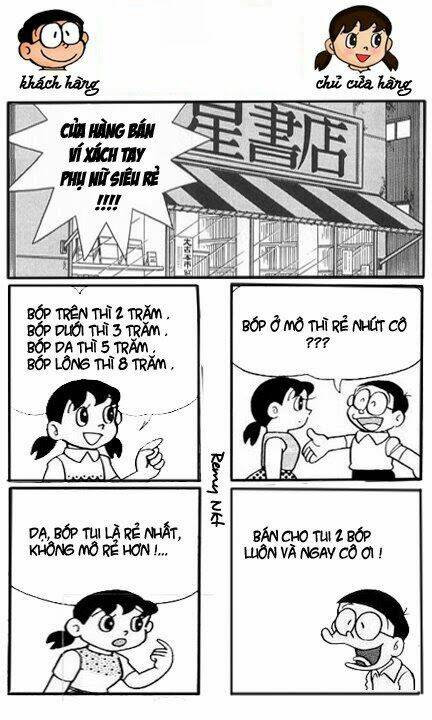 khách hàng
chủ cửa hàng
CỬA HÀNG BÁN
VÍ XÁCH TAY
PHỤ NỮ SIÊU RẺ
!!!!
星書店
BÓP TRÊN THÌ 2 TRĂM .
BÓP DƯỚI THÌ 3 TRĂM .
BÓP DA THÌ 5 TRĂM .
BÓP LÔNG THÌ 8 TRĂM .
BÓP Ở MÔ THÌ RẺ NHỨT CÔ
???
Remy NKT
DẠ, BÓP TUI LÀ RẺ NHẤT,
KHÔNG MÔ RẺ HƠN !...
BÁN CHO TUI 2 BÓP
LUÔN VÀ NGAY CÔ ƠI !